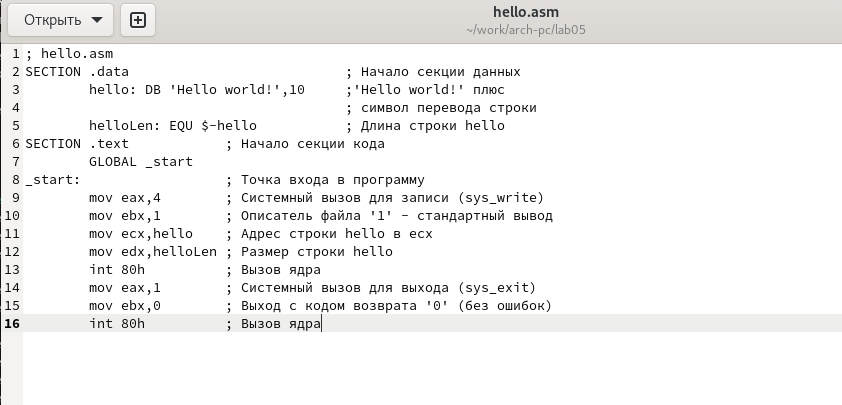 Открыть
hello.asm
~/work/arch-pc/lab05
1 ; hello.asm
2 SECTION .data                           ; Начало секции данных
3         hello: DB 'Hello world!',10     ;'Hello world!' плюс
4                                         ; символ перевода строки
5         helloLen: EQU $-hello           ; Длина строки hello
6 SECTION .text            ; Начало секции кода
7         GLOBAL _start
8 _start:                  ; Точка входа в программу
9         mov eax,4        ; Системный вызов для записи (sys_write)
10         mov ebx,1        ; Описатель файла '1' - стандартный вывод
11         mov ecx,hello    ; Адрес строки hello в ecx
12         mov edx,helloLen ; Размер строки hello
13         int 80h          ; Вызов ядра
14         mov eax,1        ; Системный вызов для выхода (sys_exit)
15         mov ebx,0        ; Выход с кодом возврата '0' (без ошибок)
16         int 80h          ; Вызов ядра